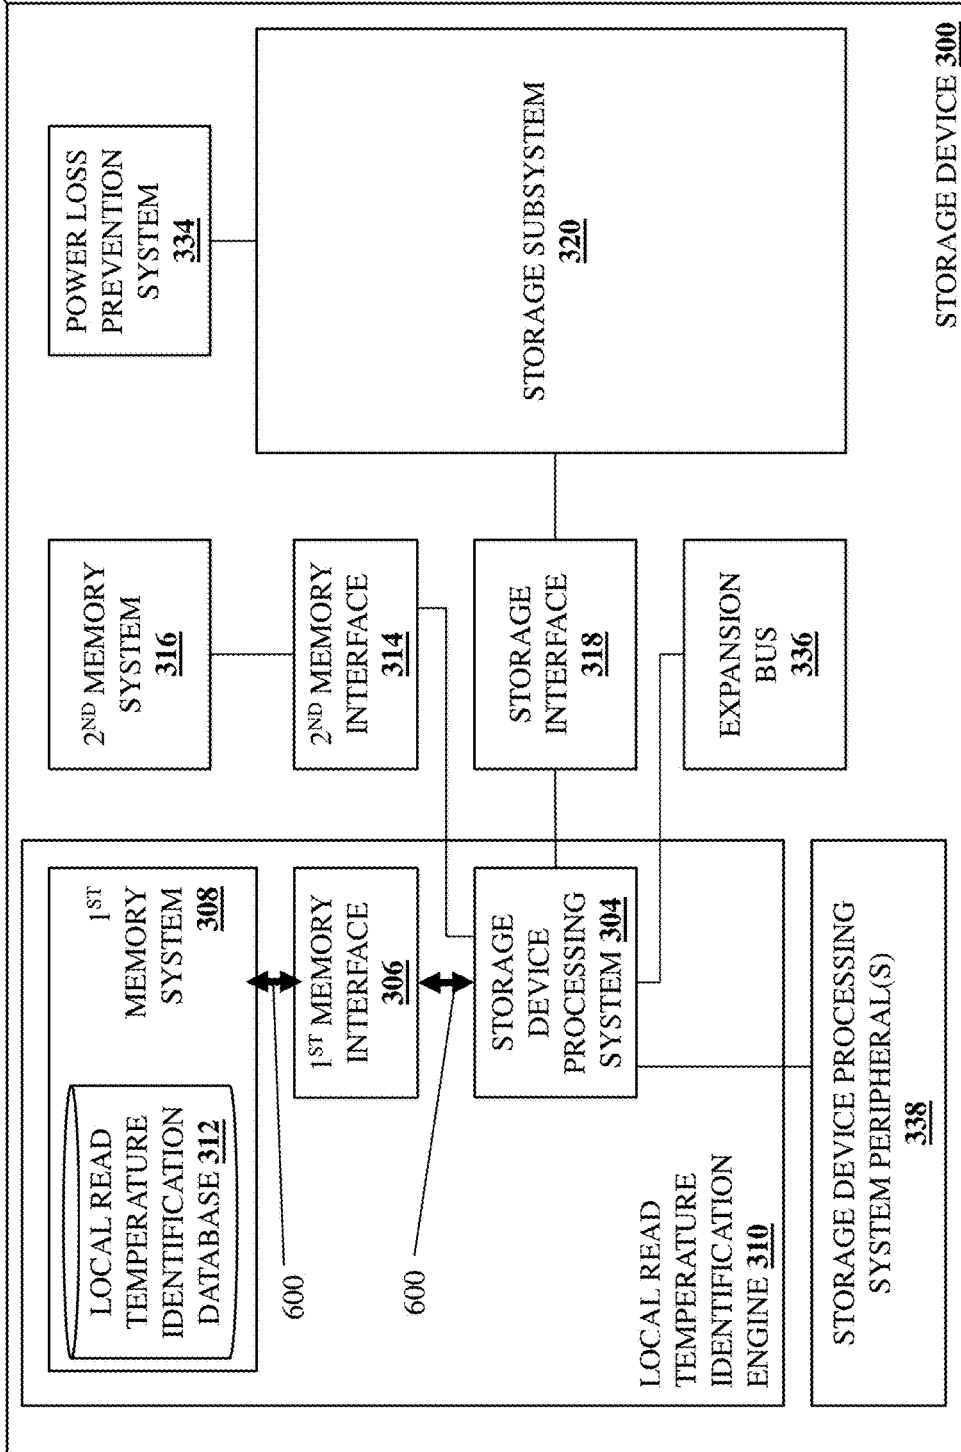 LOCAL READ
TEMPERATURE
IDENTIFICATION
DATABASE 312
1ST
MEMORY
SYSTEM
308
600
1ST MEMORY
INTERFACE
306
600
STORAGE
DEVICE
PROCESSING
SYSTEM 304
LOCAL READ
TEMPERATURE
IDENTIFICATION
ENGINE 310
STORAGE DEVICE PROCESSING
SYSTEM PERIPHERAL(S)
338
2ND MEMORY
SYSTEM
316
2ND MEMORY
INTERFACE
314
STORAGE
INTERFACE
318
EXPANSION
BUS
336
POWER LOSS
PREVENTION
SYSTEM
334
STORAGE SUBSYSTEM
320
STORAGE DEVICE 300